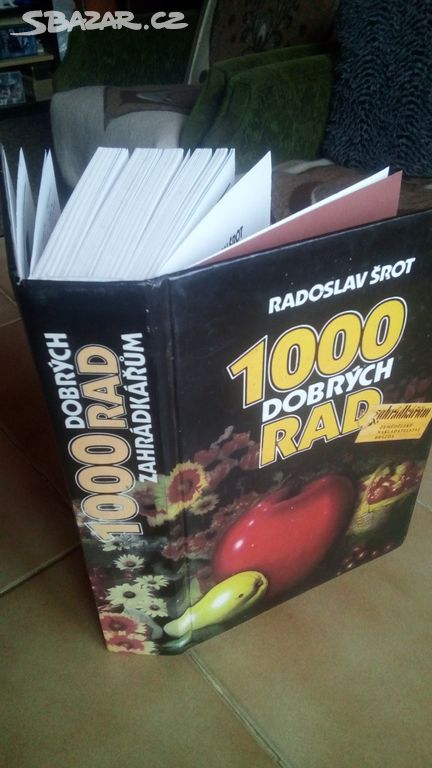 SBAZAR.CZ
RADOSLAV ŠROT
1000
DOBRÝCH
RAD
zahrádkářům
ZEMĚDĚLSKÉ
NAKLADATELSTVÍ
BRÁZDA
1000 DOBRÝCH
RAD
ZAHRÁDKÁŘŮM